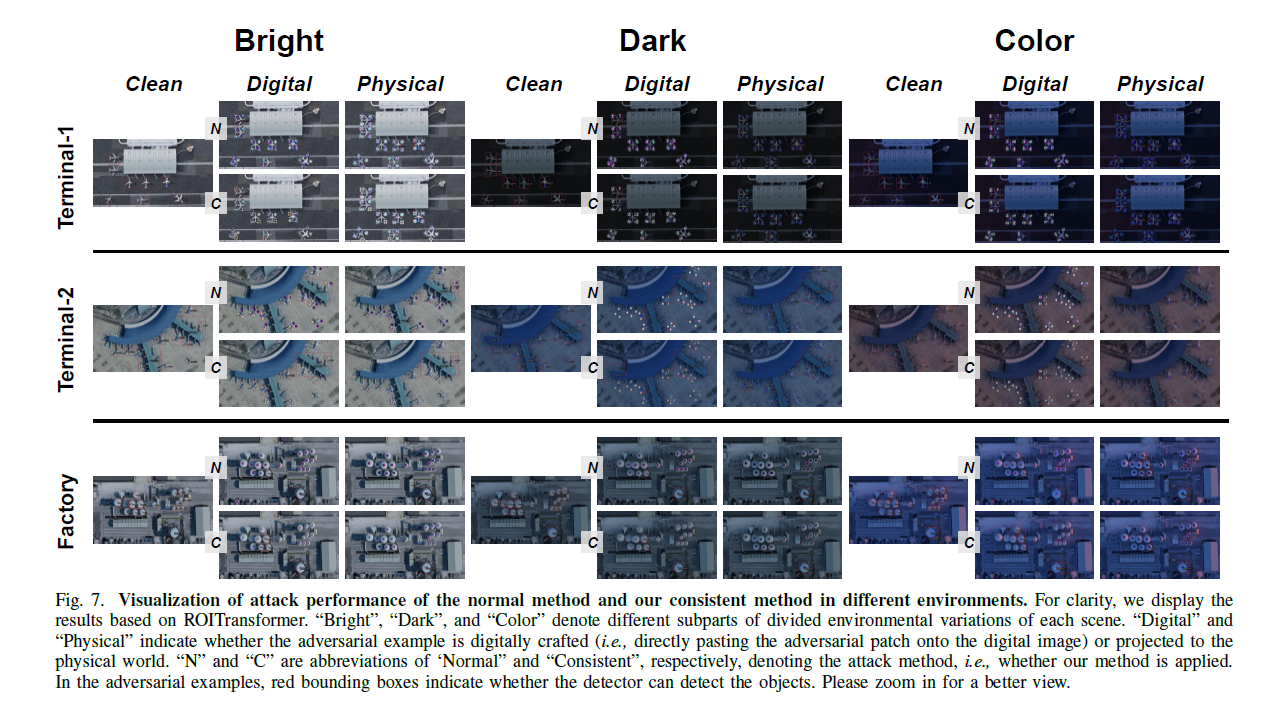 Bright Dark Color
Clean Digital Physical Clean Digital Physical Clean Digital Physical
Terminal-1
N N N
C C C
Terminal-2
N N N
C C C
Factory
N N N
C C C
Fig. 7. Visualization of attack performance of the normal method and our consistent method in different environments. For clarity, we display the
results based on ROITransformer. “Bright”, “Dark”, and “Color” denote different subparts of divided environmental variations of each scene. “Digital” and
“Physical” indicate whether the adversarial example is digitally crafted (i.e., directly pasting the adversarial patch onto the digital image) or projected to the
physical world. “N” and “C” are abbreviations of ‘Normal” and “Consistent”, respectively, denoting the attack method, i.e., whether our method is applied.
In the adversarial examples, red bounding boxes indicate whether the detector can detect the objects. Please zoom in for a better view.